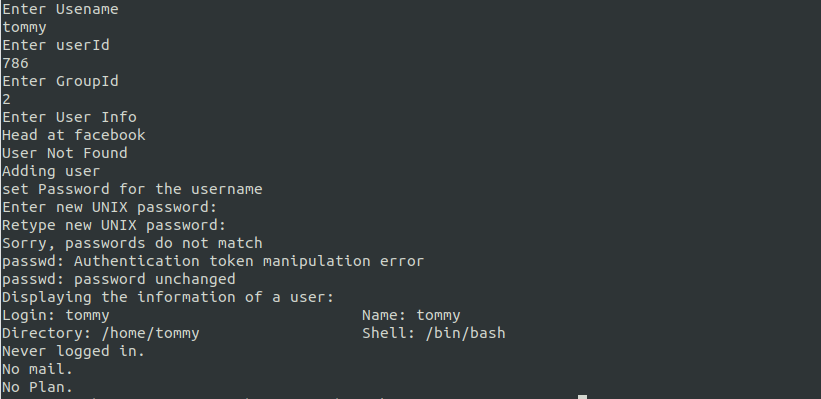 Enter Usename
tommy
Enter userId
786
Enter GroupId
2
Enter User Info
Head at facebook
User Not Found
Adding user
set Password for the username
Enter new UNIX password:
Retype new UNIX password:
Sorry, passwords do not match
passwd: Authentication token manipulation error
passwd: password unchanged
Displaying the information of a user:
Login: tommy Name: tommy
Directory: /home/tommy Shell: /bin/bash
Never logged in.
No mail.
No Plan.